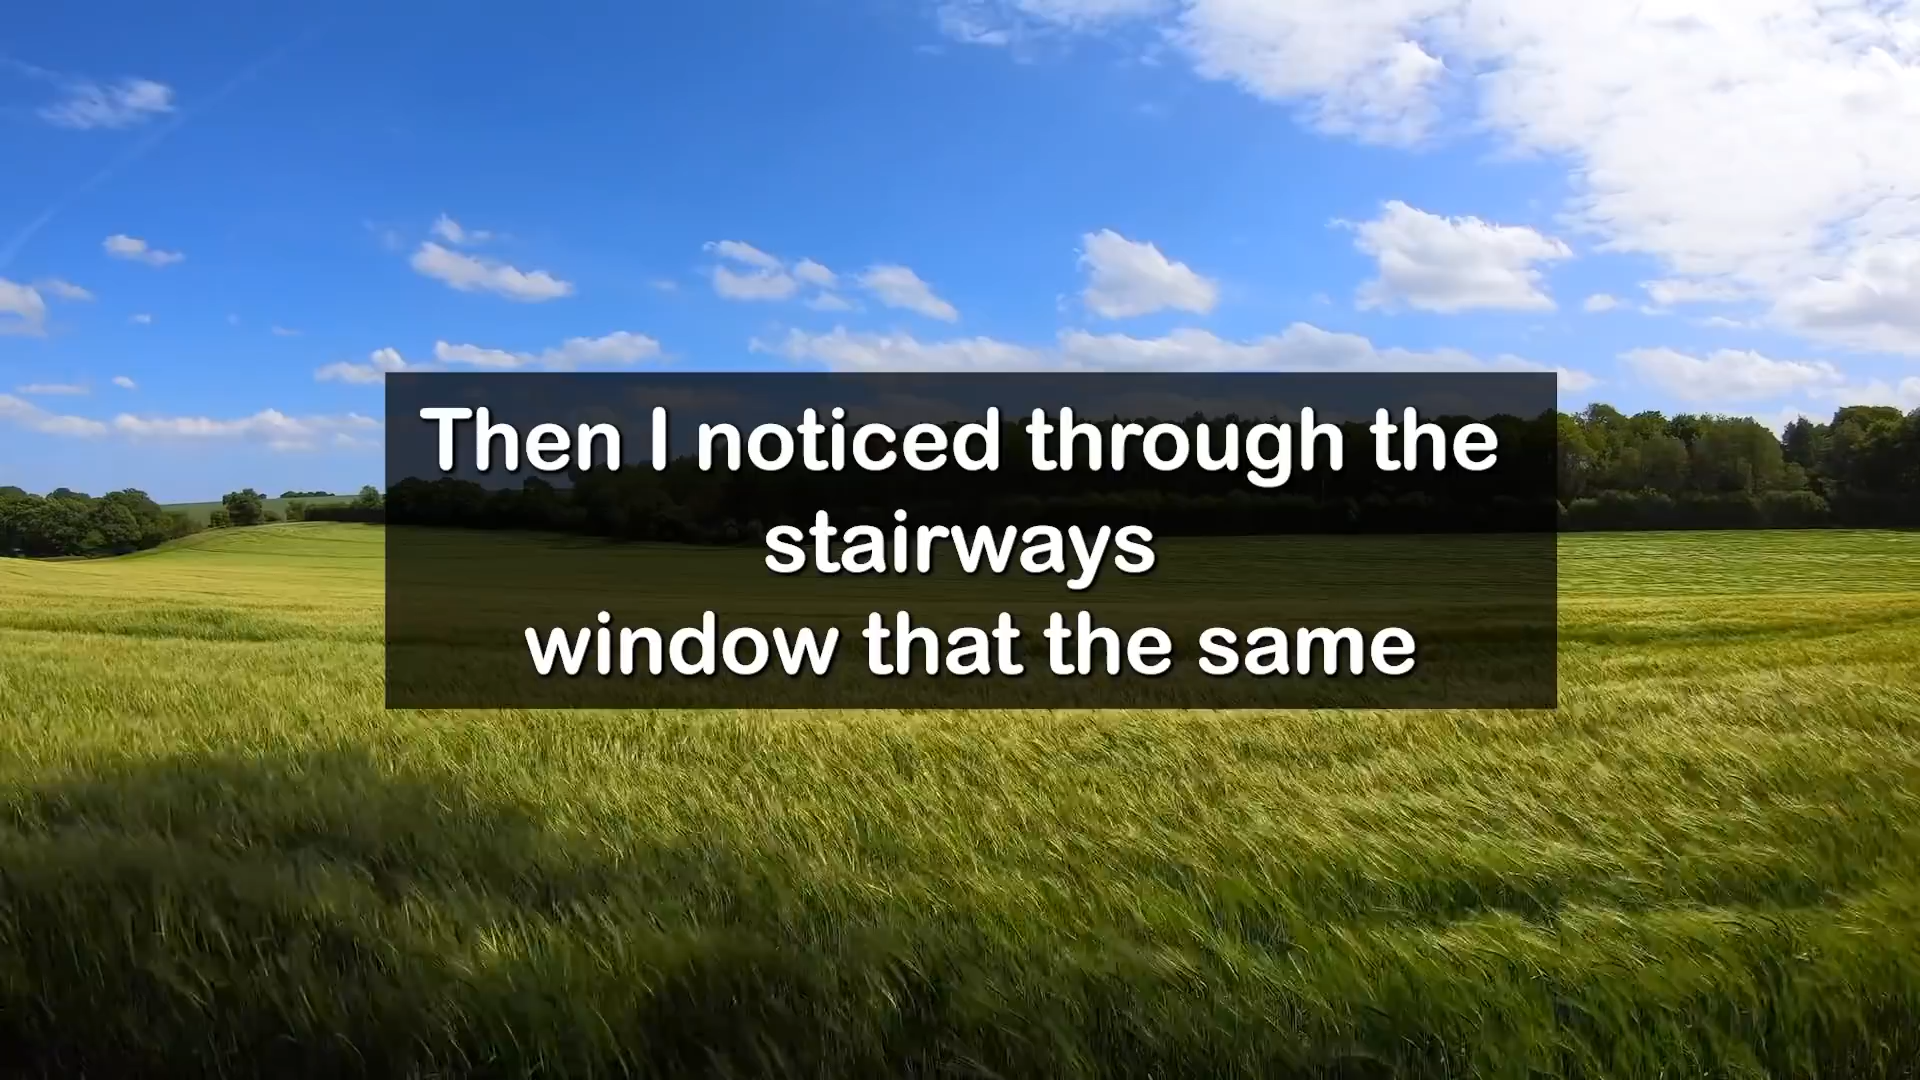 Then I noticed through the
stairways
window that the same